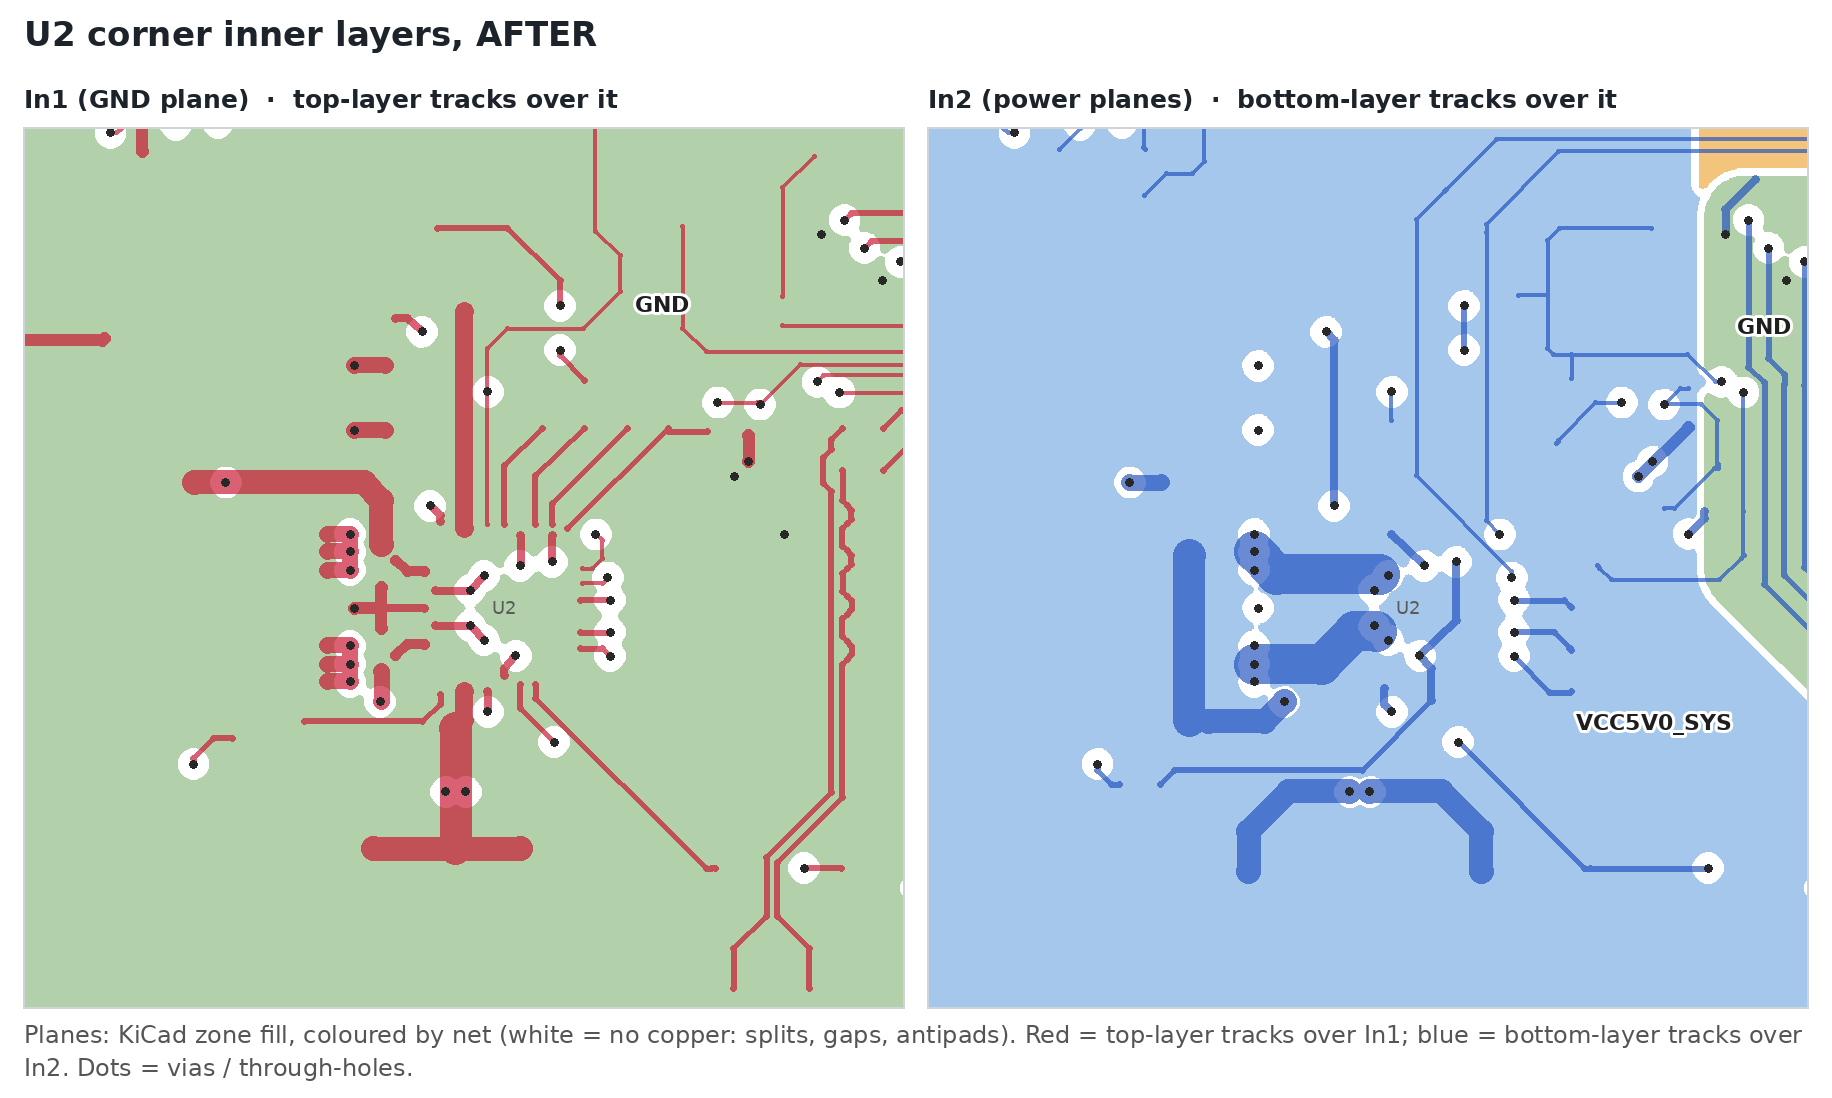 U2 corner inner layers, AFTER
In1 (GND plane)  ·  top-layer tracks over it
In2 (power planes)  ·  bottom-layer tracks over it
GND
U2
GND
U2
VCC5V0_SYS
Planes: KiCad zone fill, coloured by net (white = no copper: splits, gaps, antipads). Red = top-layer tracks over In1; blue = bottom-layer tracks over
In2. Dots = vias / through-holes.